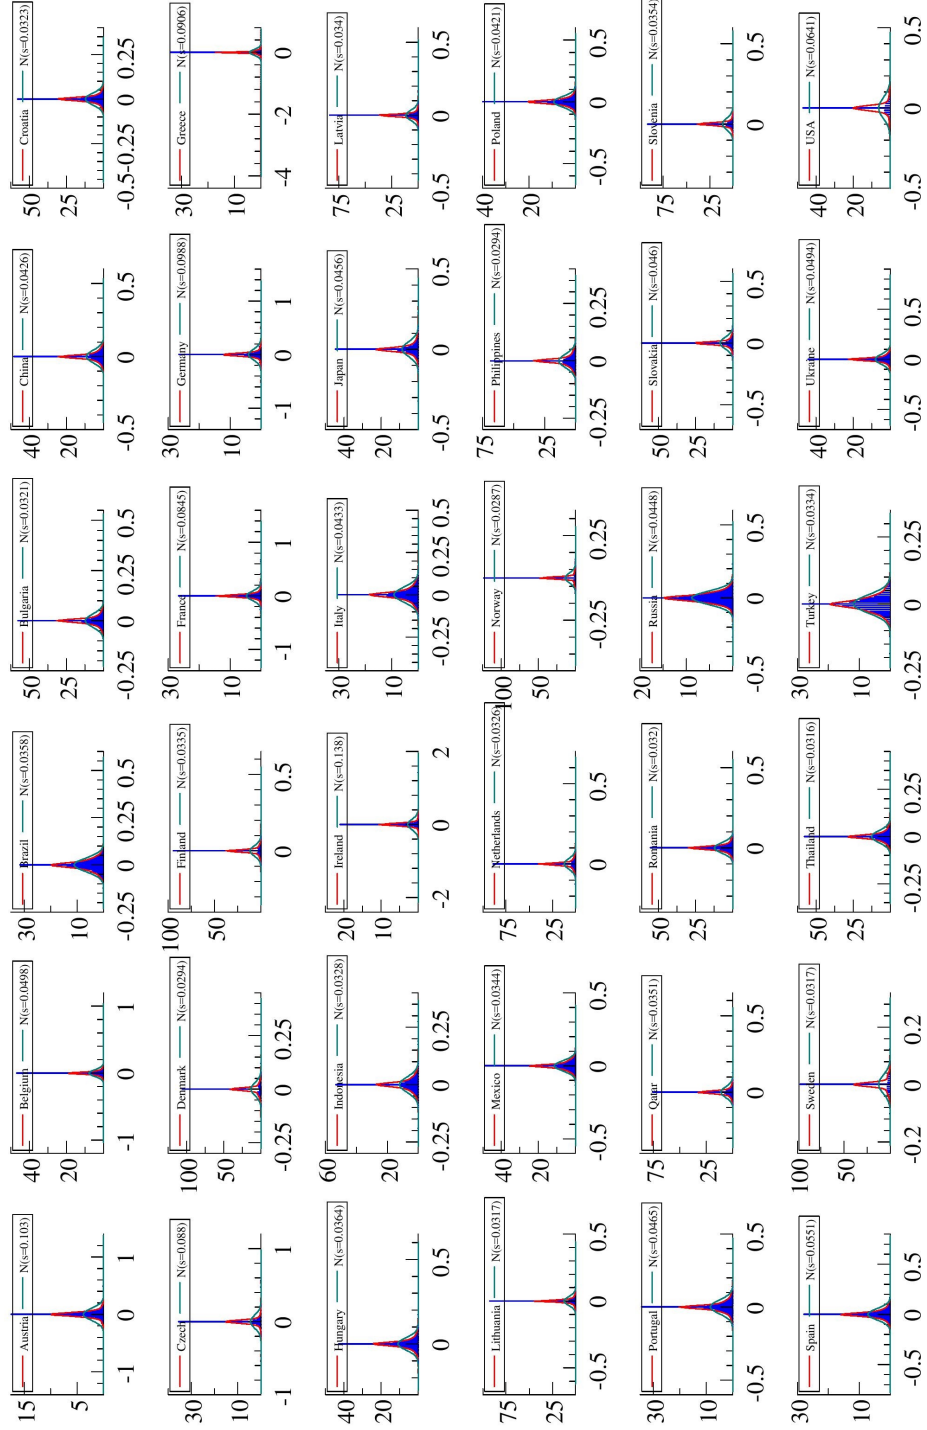 Austria N(s=0.103)
15
5
-1 0 1
Belgium N(s=0.0498)
40
20
-1 0 1
Brazil N(s=0.0358)
30
10
-0.25 0 0.25 0.5
Bulgaria N(s=0.0321)
50
25
-0.25 0 0.25 0.5
China N(s=0.0426)
40
20
-0.5 0 0.5
Croatia N(s=0.0323)
50
25
-0.5 -0.25 0 0.25
Czech N(s=0.088)
30
10
-1 0 1
Denmark N(s=0.0294)
100
50
-0.25 0 0.25
Finland N(s=0.0335)
100
50
0 0.5
France N(s=0.0845)
30
10
-1 0 1
Germany N(s=0.0988)
30
10
-1 0 1
Greece N(s=0.0906)
30
10
-4 -2 0
Hungary N(s=0.0364)
40
20
0 0.5
Indonesia N(s=0.0328)
60
20
-0.25 0 0.25
Ireland N(s=0.138)
20
10
-2 0 2
Italy N(s=0.0433)
30
10
-0.25 0 0.25 0.5
Japan N(s=0.0456)
40
20
-0.5 0 0.5
Latvia N(s=0.034)
75
25
-0.5 0 0.5
Lithuania N(s=0.0317)
75
25
-0.5 0 0.5
Mexico N(s=0.0344)
40
20
-0.5 0 0.5
Netherlands N(s=0.0326)
75
25
0 0.5
Norway N(s=0.0287)
100
50
-0.25 0 0.25
Philippines N(s=0.0294)
75
25
-0.25 0 0.25
Poland N(s=0.0421)
40
20
-0.5 0 0.5
Portugal N(s=0.0465)
30
10
-0.5 0 0.5
Qatar N(s=0.0351)
75
25
0 0.5
Romania N(s=0.032)
75
25
0 0.5
Russia N(s=0.0448)
20
10
-0.5 0 0.5
Slovakia N(s=0.046)
50
25
-0.5 0 0.5
Slovenia N(s=0.0354)
75
25
0 0.5
Spain N(s=0.0551)
40
20
-0.5 0 0.5
Sweden N(s=0.0317)
100
50
-0.2 0 0.2
Thailand N(s=0.0316)
50
25
-0.25 0 0.25
Turkey N(s=0.0334)
30
10
-0.25 0 0.25
Ukraine N(s=0.0494)
40
20
-0.5 0 0.5
USA N(s=0.0641)
40
20
-0.5 0 0.5